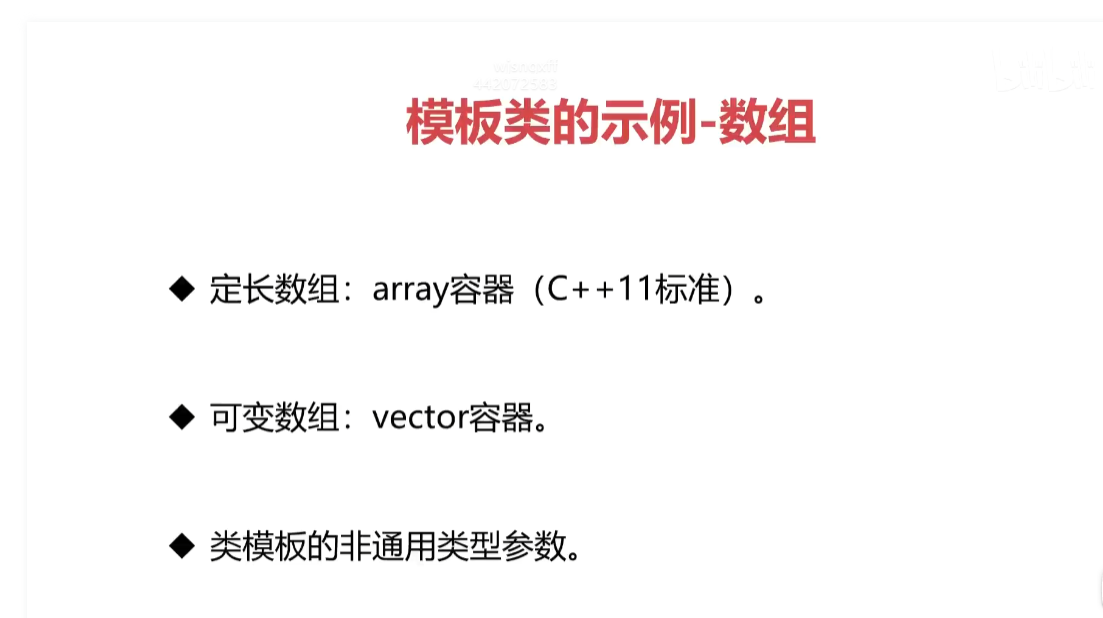 模板类的示例-数组
◆ 定长数组：array容器（C++11标准）。
◆ 可变数组：vector容器。
◆ 类模板的非通用类型参数。